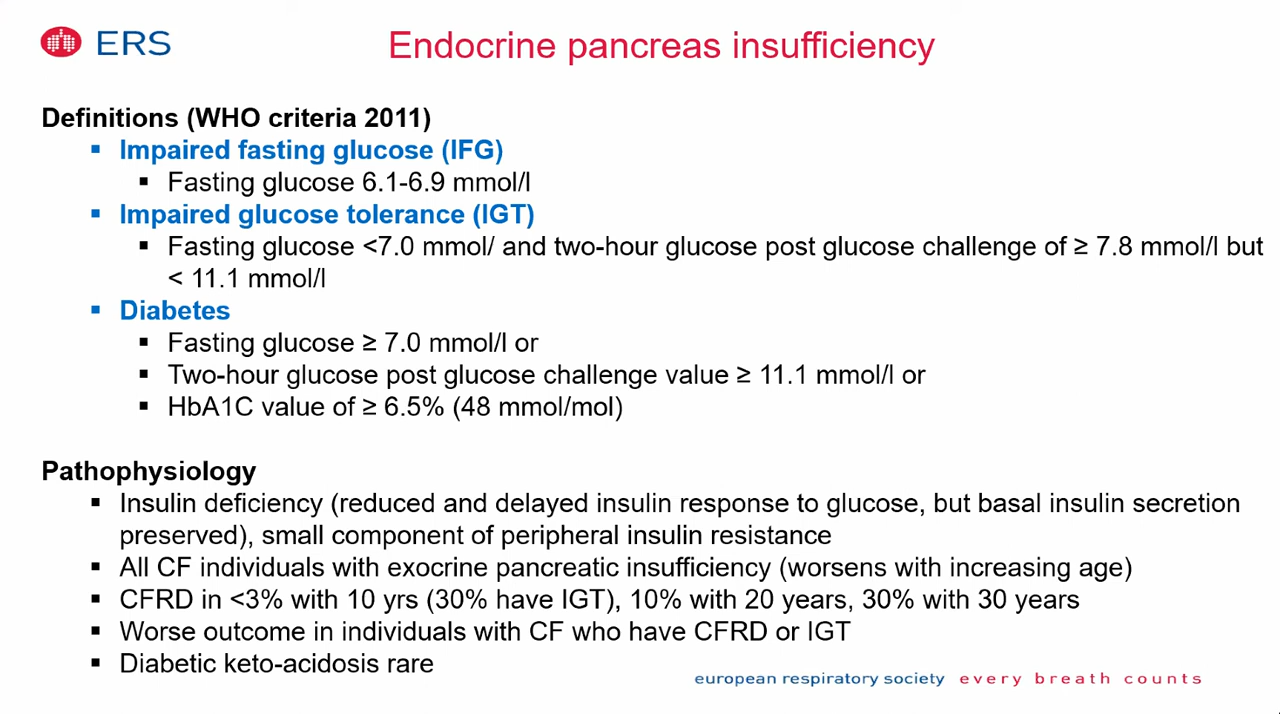 ERS
Endocrine pancreas insufficiency
Definitions (WHO criteria 2011)
▪ Impaired fasting glucose (IFG)
▪ Fasting glucose 6.1-6.9 mmol/l
▪ Impaired glucose tolerance (IGT)
▪ Fasting glucose <7.0 mmol/ and two-hour glucose post glucose challenge of ≥ 7.8 mmol/l but
< 11.1 mmol/l
▪ Diabetes
▪ Fasting glucose ≥ 7.0 mmol/l or
▪ Two-hour glucose post glucose challenge value ≥ 11.1 mmol/l or
▪ HbA1C value of ≥ 6.5% (48 mmol/mol)
Pathophysiology
▪ Insulin deficiency (reduced and delayed insulin response to glucose, but basal insulin secretion
preserved), small component of peripheral insulin resistance
▪ All CF individuals with exocrine pancreatic insufficiency (worsens with increasing age)
▪ CFRD in <3% with 10 yrs (30% have IGT), 10% with 20 years, 30% with 30 years
▪ Worse outcome in individuals with CF who have CFRD or IGT
▪ Diabetic keto-acidosis rare
european respiratory society every breath counts